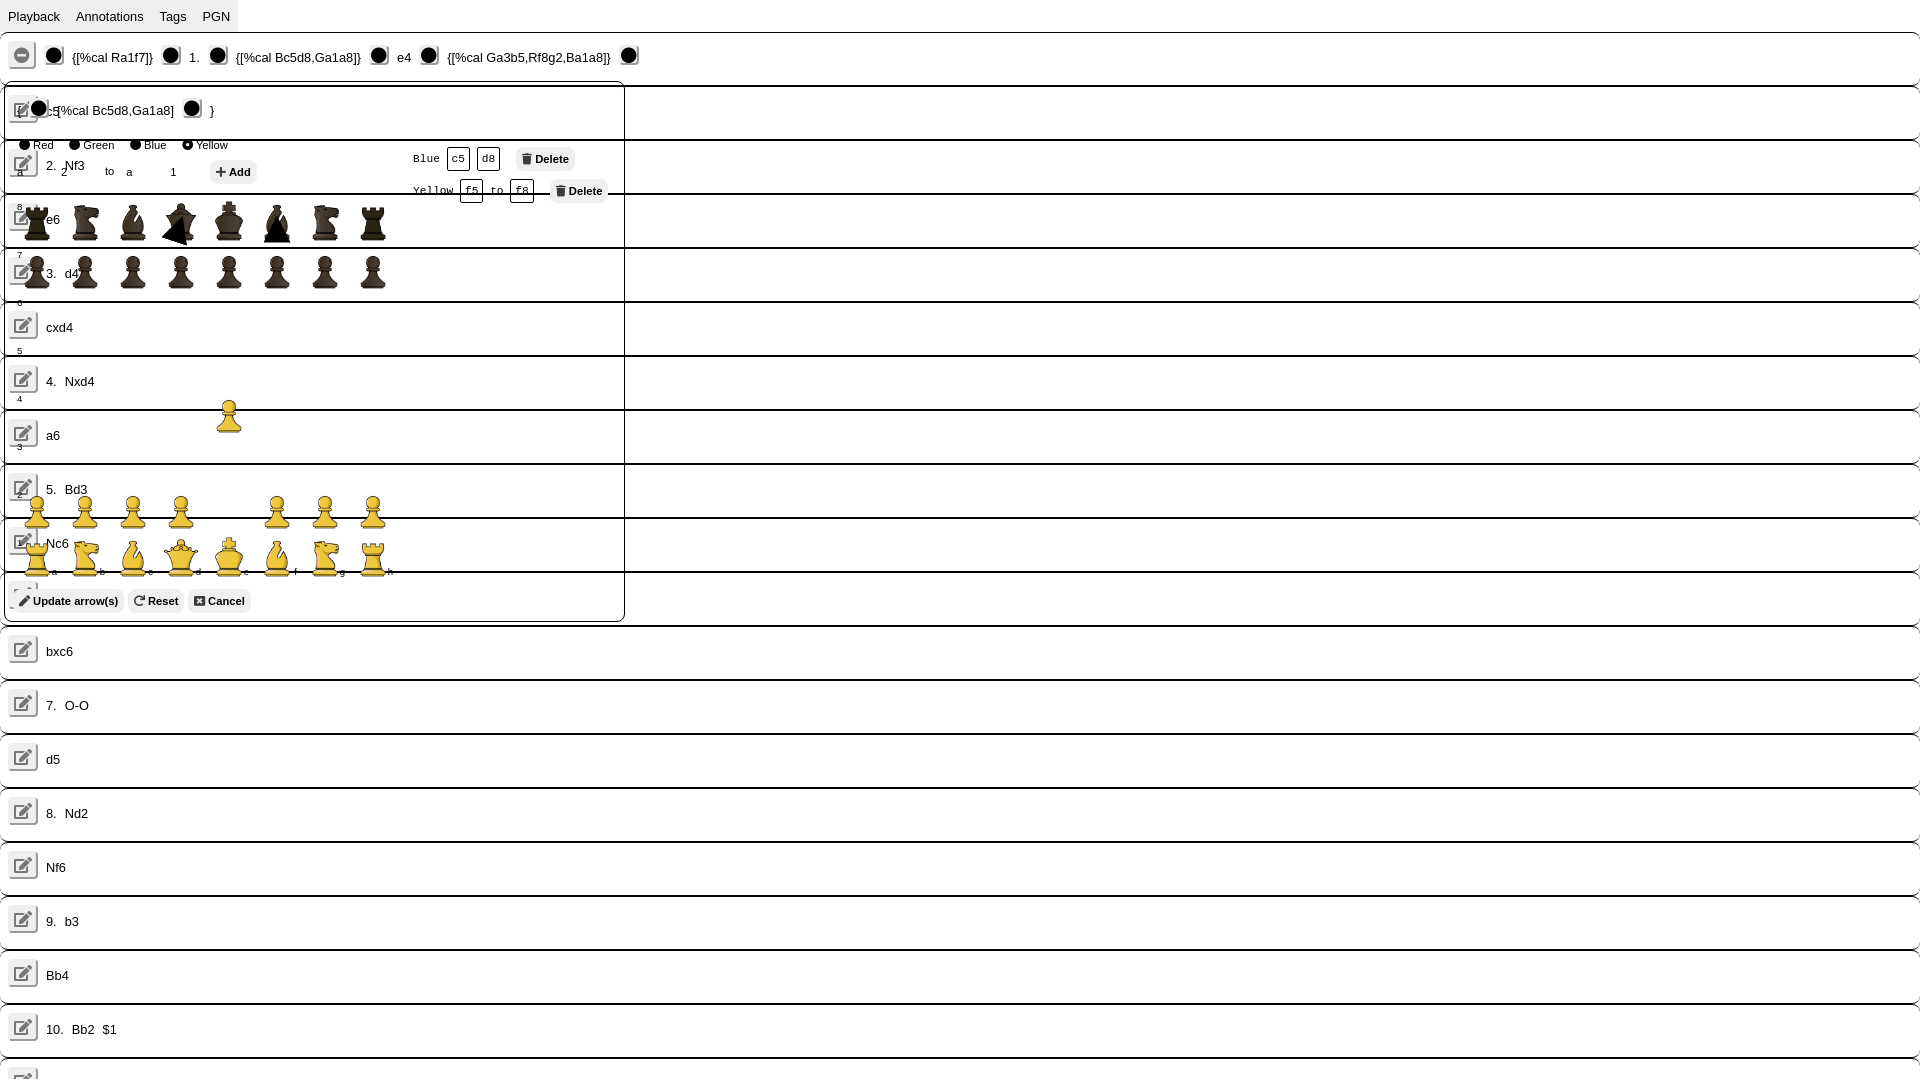 Playback Annotations Tags PGN
{[%cal Ra1f7]} 1. {[%cal Bc5d8,Ga1a8]} e4 {[%cal Ga3b5,Rf8g2,Ba1a8]}
c5
{ [%cal Bc5d8,Ga1a8] }
Red Green Blue Yellow
Blue c5 d8 Delete
2. Nf3
a 2 to a 1 Add
Yellow f5 to f8 Delete
8
e6
7
3. d4
6
cxd4
5
4. Nxd4
4
a6
3
5. Bd3
2
Nc6
1
a b c d e f g h
Update arrow(s) Reset Cancel
bxc6
7. O-O
d5
8. Nd2
Nf6
9. b3
Bb4
10. Bb2 $1